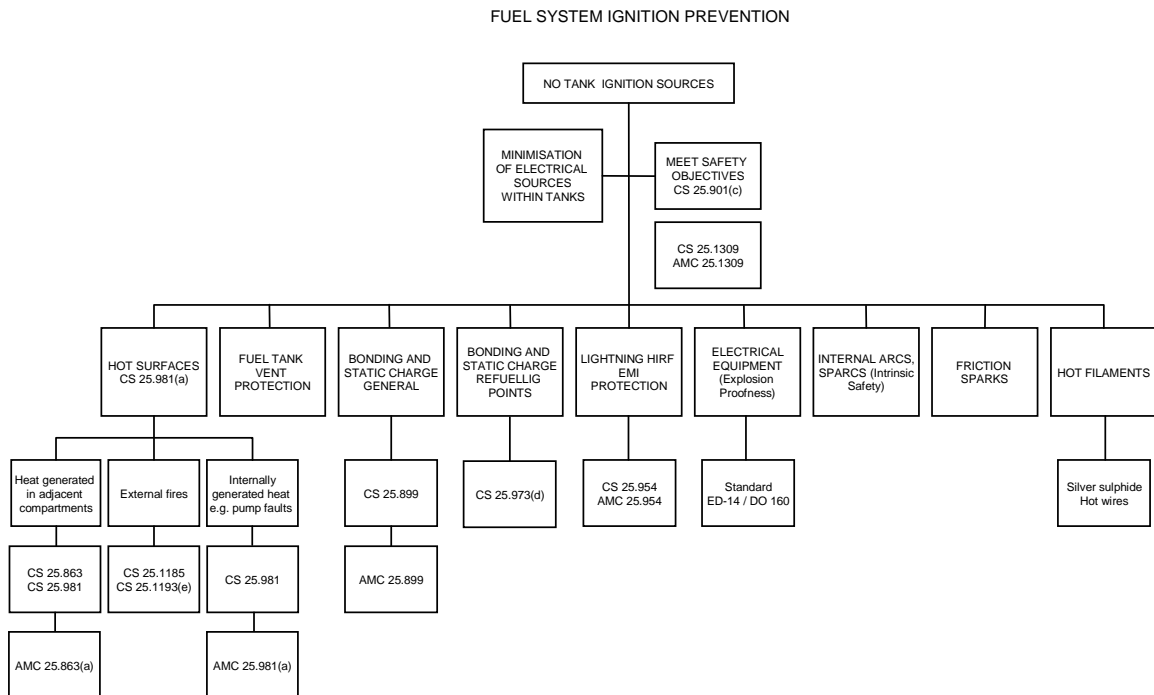 FUEL SYSTEM IGNITION PREVENTION
NO TANK IGNITION SOURCES
MINIMISATION
OF ELECTRICAL
SOURCES
WITHIN TANKS
MEET SAFETY
OBJECTIVES
CS 25.901(c)
CS 25.1309
AMC 25.1309
HOT SURFACES
CS 25.981(a)
FUEL TANK
VENT
PROTECTION
BONDING AND
STATIC CHARGE
GENERAL
BONDING AND
STATIC CHARGE
REFUELLIG
POINTS
LIGHTNING HIRF
EMI
PROTECTION
ELECTRICAL
EQUIPMENT
(Explosion
Proofness)
INTERNAL ARCS,
SPARCS (Intrinsic
Safety)
FRICTION
SPARKS
HOT FILAMENTS
Heat generated
in adjacent
compartments
External fires
Internally
generated heat
e.g. pump faults
CS 25.899
CS 25.973(d)
CS 25.954
AMC 25.954
Standard
ED-14 / DO 160
Silver sulphide
Hot wires
CS 25.863
CS 25.981
CS 25.1185
CS 25.1193(e)
CS 25.981
AMC 25.899
AMC 25.863(a)
AMC 25.981(a)